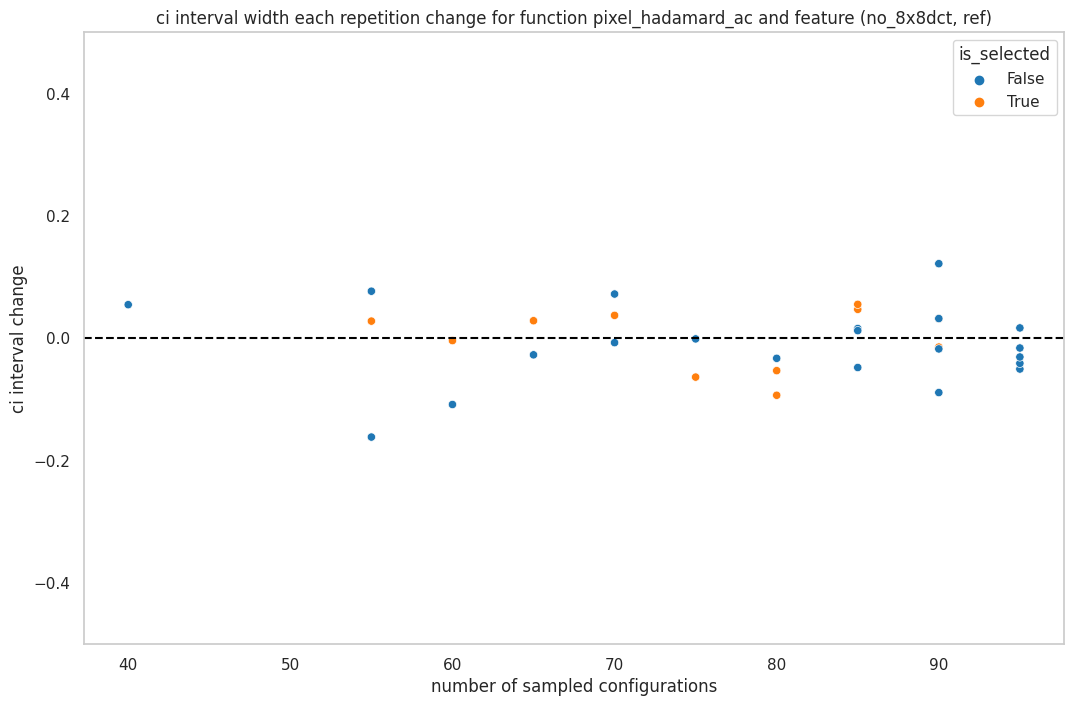 ci interval width each repetition change for function pixel_hadamard_ac and feature (no_8x8dct, ref)
is_selected
False
True
ci interval change
0.4
0.2
0.0
−0.2
−0.4
40 50 60 70 80 90
number of sampled configurations